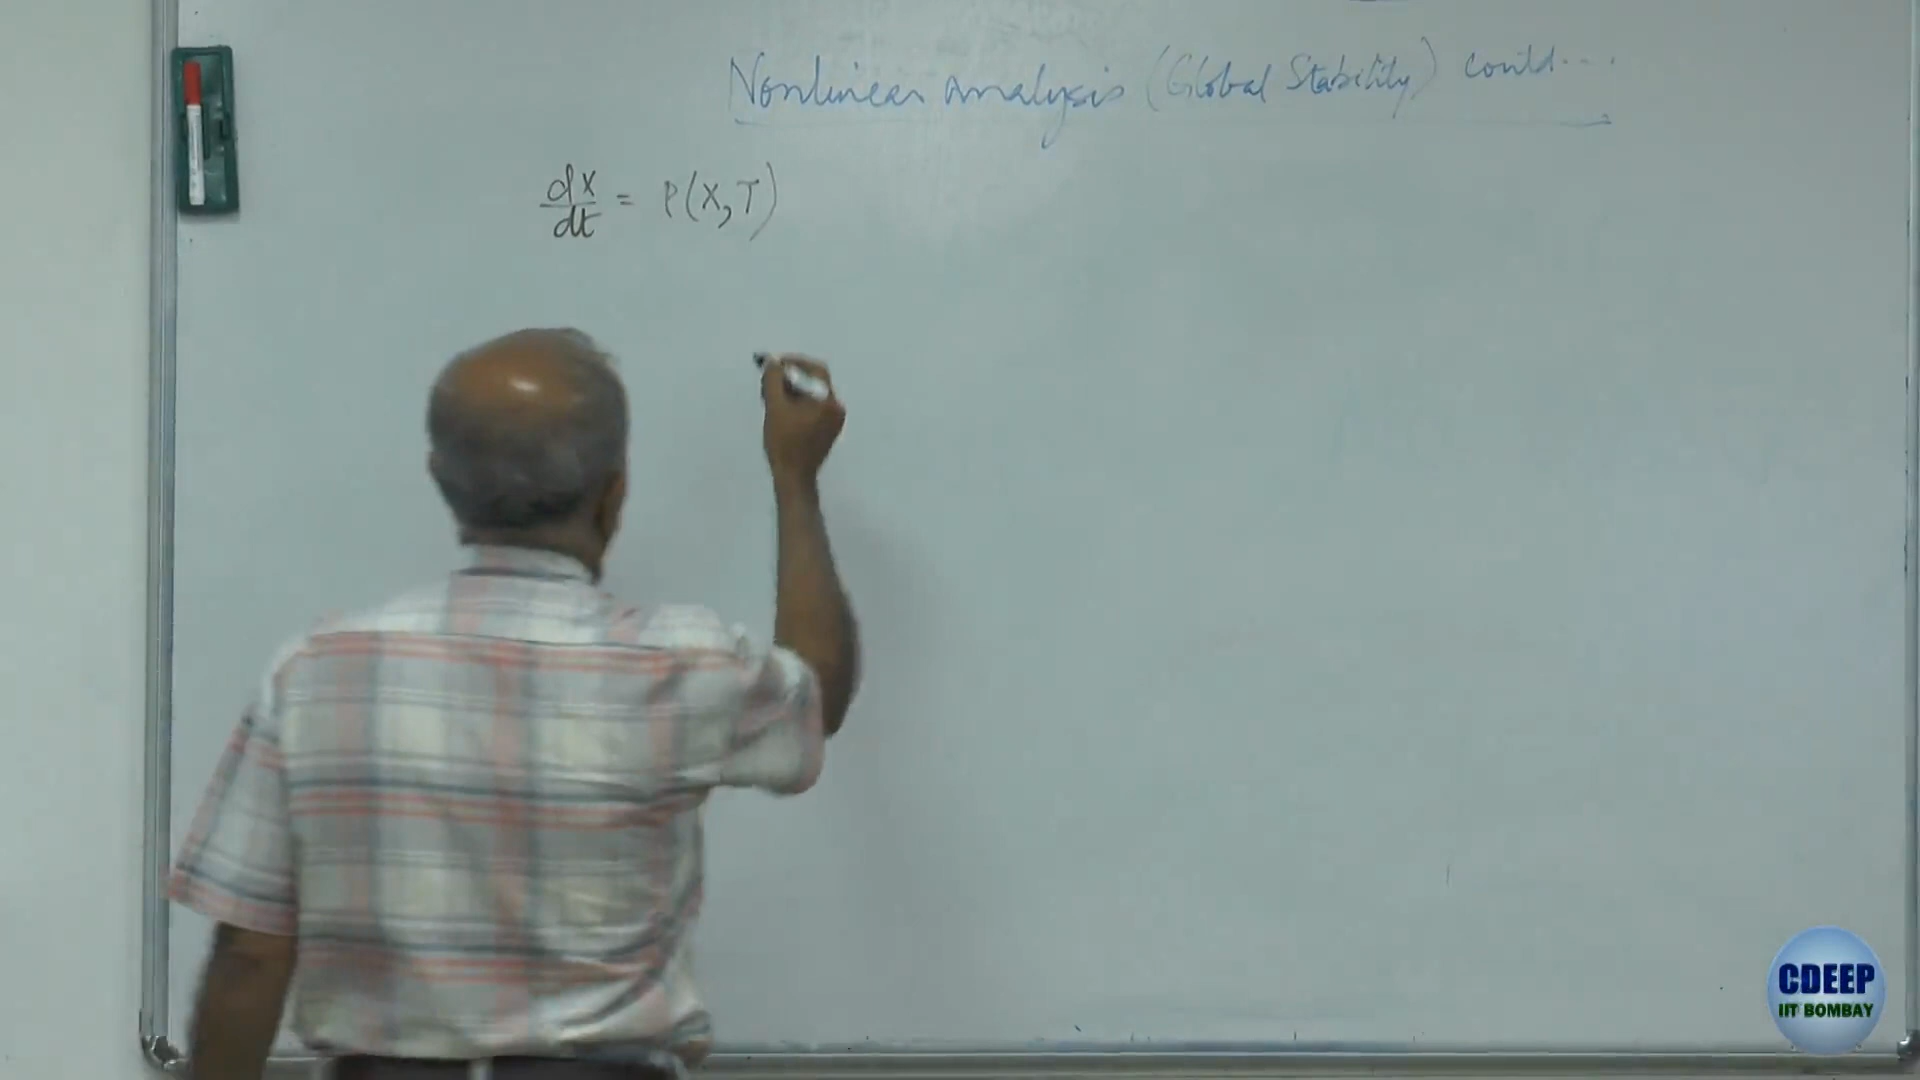 Nonlinear Analysis (Global Stability) contd...
dx/dt = P(X,T)
CDEEP
IIT BOMBAY